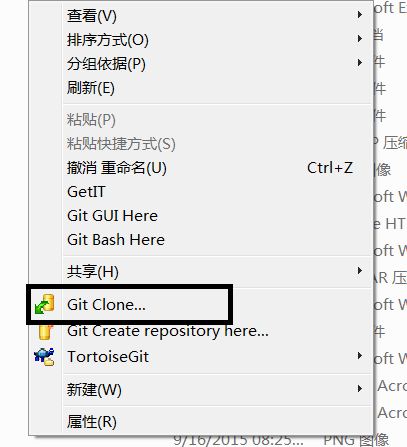 查看(V)
oft Ex
排序方式(O)
档
分组依据(P)
件
刷新(E)
件
件
粘贴(P)
粘贴快捷方式(S)
P 压缩
撤消 重命名(U) Ctrl+Z
图像
GetIT
oft W
Git GUI Here
e HT
Git Bash Here
oft W
共享(H)
AR 压
Git Clone...
oft W
Git Create repository here...
件
TortoiseGit
oft W
新建(W)
Acro
Acro
属性(R)
9/16/2015 08:25... PNG 图像